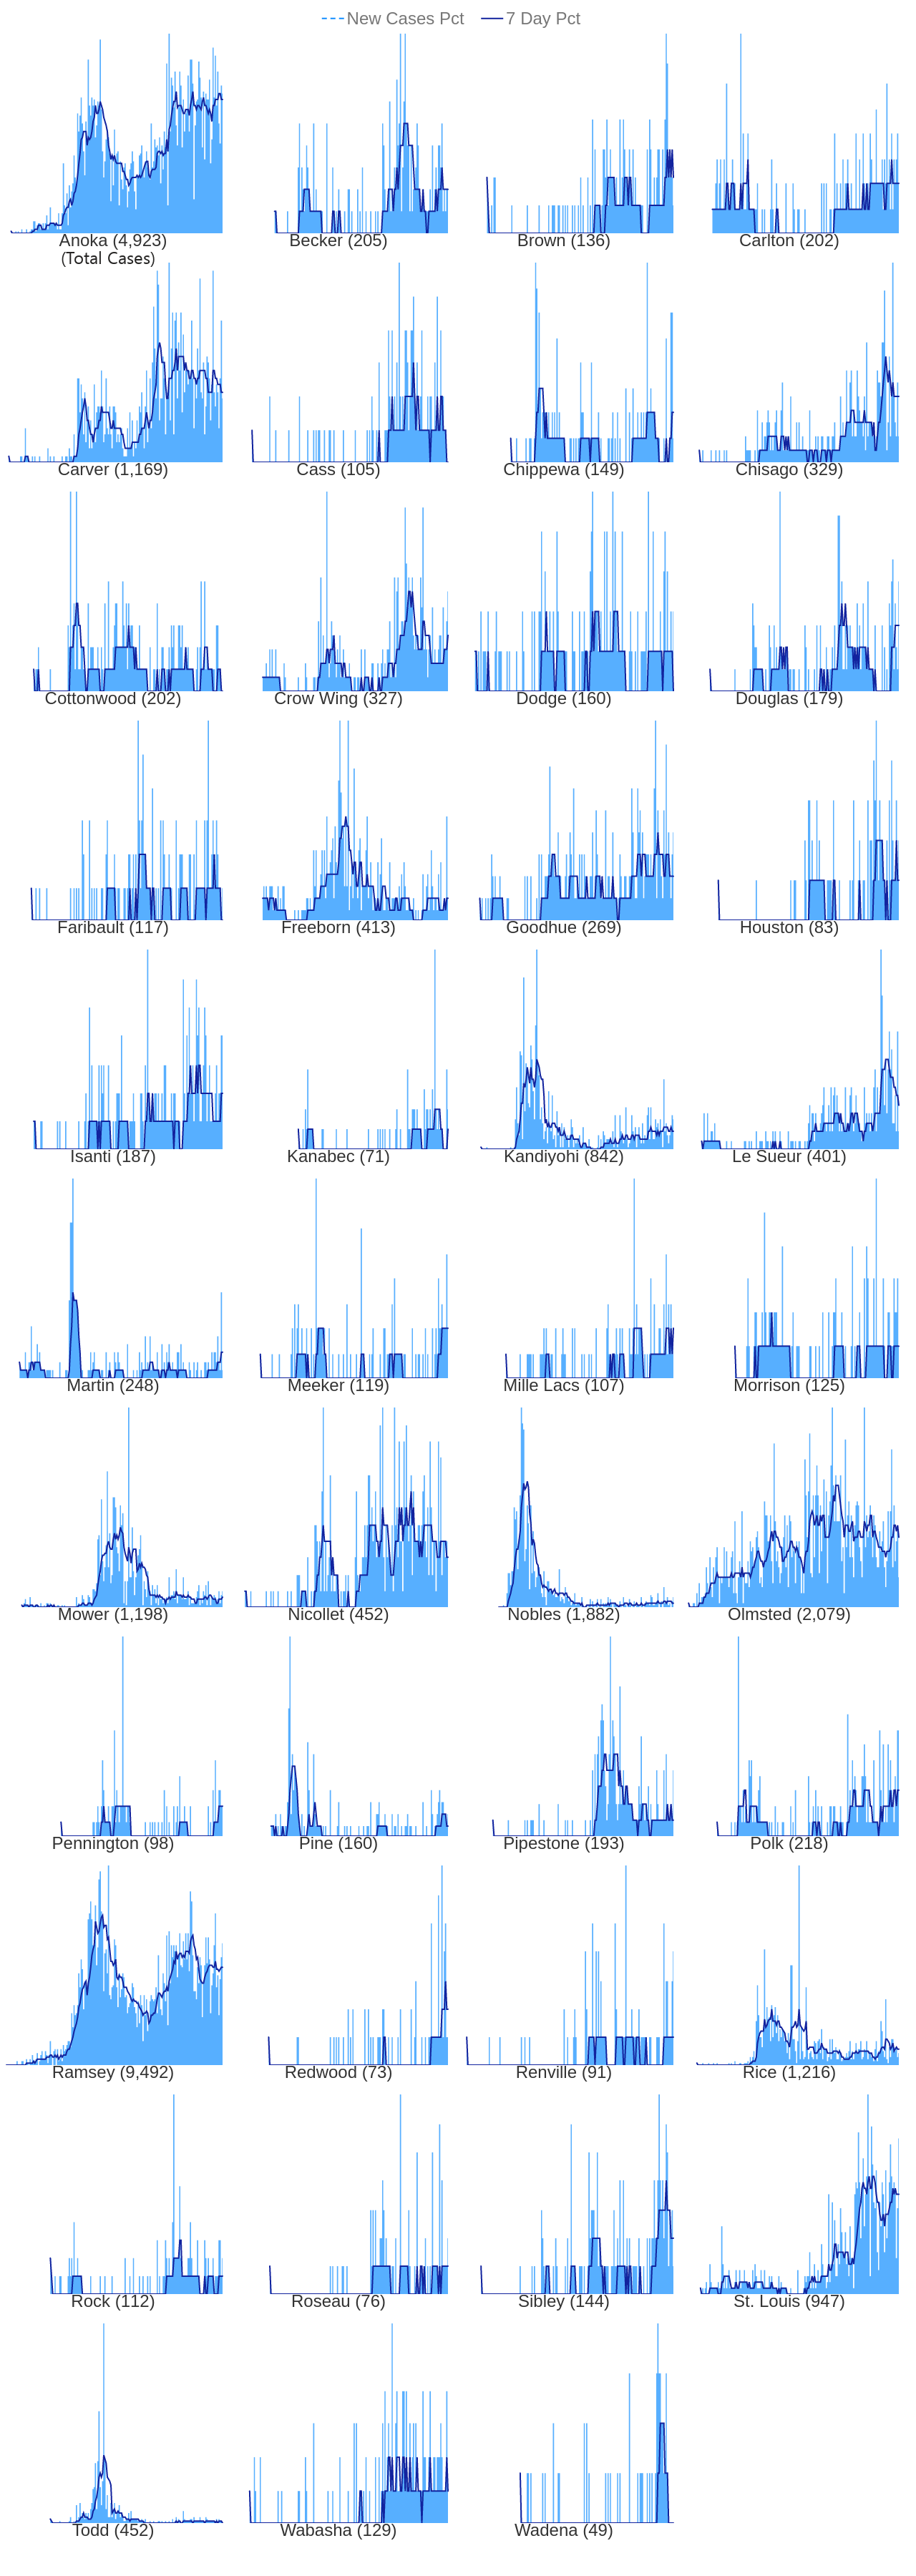 New Cases Pct 7 Day Pct
Anoka (4,923) Becker (205) Brown (136) Carlton (202)
(Total Cases)
Carver (1,169) Cass (105) Chippewa (149) Chisago (329)
Cottonwood (202) Crow Wing (327) Dodge (160) Douglas (179)
Faribault (117) Freeborn (413) Goodhue (269) Houston (83)
Isanti (187) Kanabec (71) Kandiyohi (842) Le Sueur (401)
Martin (248) Meeker (119) Mille Lacs (107) Morrison (125)
Mower (1,198) Nicollet (452) Nobles (1,882) Olmsted (2,079)
Pennington (98) Pine (160) Pipestone (193) Polk (218)
Ramsey (9,492) Redwood (73) Renville (91) Rice (1,216)
Rock (112) Roseau (76) Sibley (144) St. Louis (947)
Todd (452) Wabasha (129) Wadena (49)